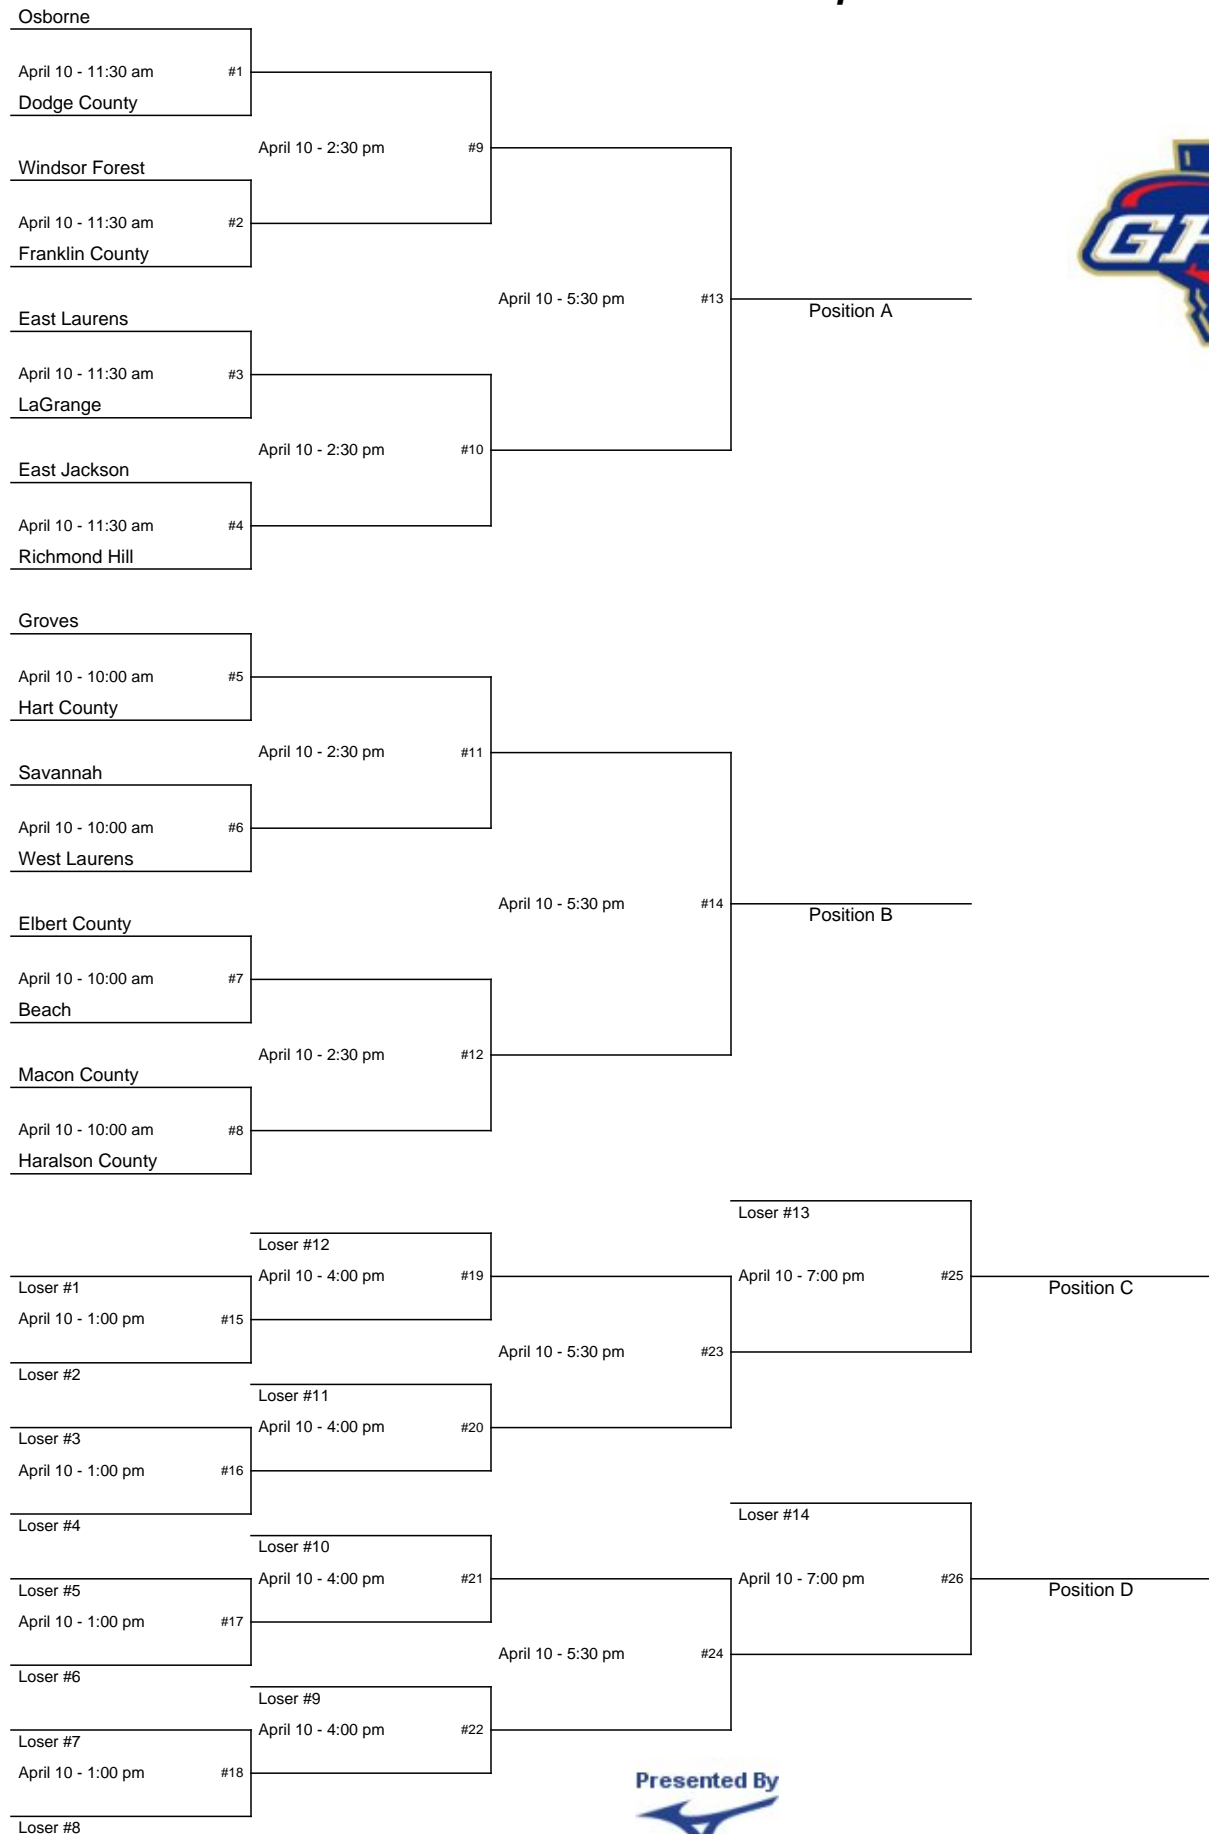 Osborne
April 10 - 11:30 am #1
Dodge County
April 10 - 2:30 pm #9
Windsor Forest
April 10 - 11:30 am #2
Franklin County
April 10 - 5:30 pm #13
Position A
East Laurens
April 10 - 11:30 am #3
LaGrange
April 10 - 2:30 pm #10
East Jackson
April 10 - 11:30 am #4
Richmond Hill
Groves
April 10 - 10:00 am #5
Hart County
April 10 - 2:30 pm #11
Savannah
April 10 - 10:00 am #6
West Laurens
April 10 - 5:30 pm #14
Position B
Elbert County
April 10 - 10:00 am #7
Beach
April 10 - 2:30 pm #12
Macon County
April 10 - 10:00 am #8
Haralson County
Loser #13
Loser #12
April 10 - 4:00 pm #19
April 10 - 7:00 pm #25
Position C
Loser #1
April 10 - 1:00 pm #15
April 10 - 5:30 pm #23
Loser #2
Loser #11
April 10 - 4:00 pm #20
Loser #3
April 10 - 1:00 pm #16
Loser #14
Loser #4
Loser #10
April 10 - 4:00 pm #21
April 10 - 7:00 pm #26
Position D
Loser #5
April 10 - 1:00 pm #17
April 10 - 5:30 pm #24
Loser #6
Loser #9
April 10 - 4:00 pm #22
Loser #7
April 10 - 1:00 pm #18
Presented By
Loser #8